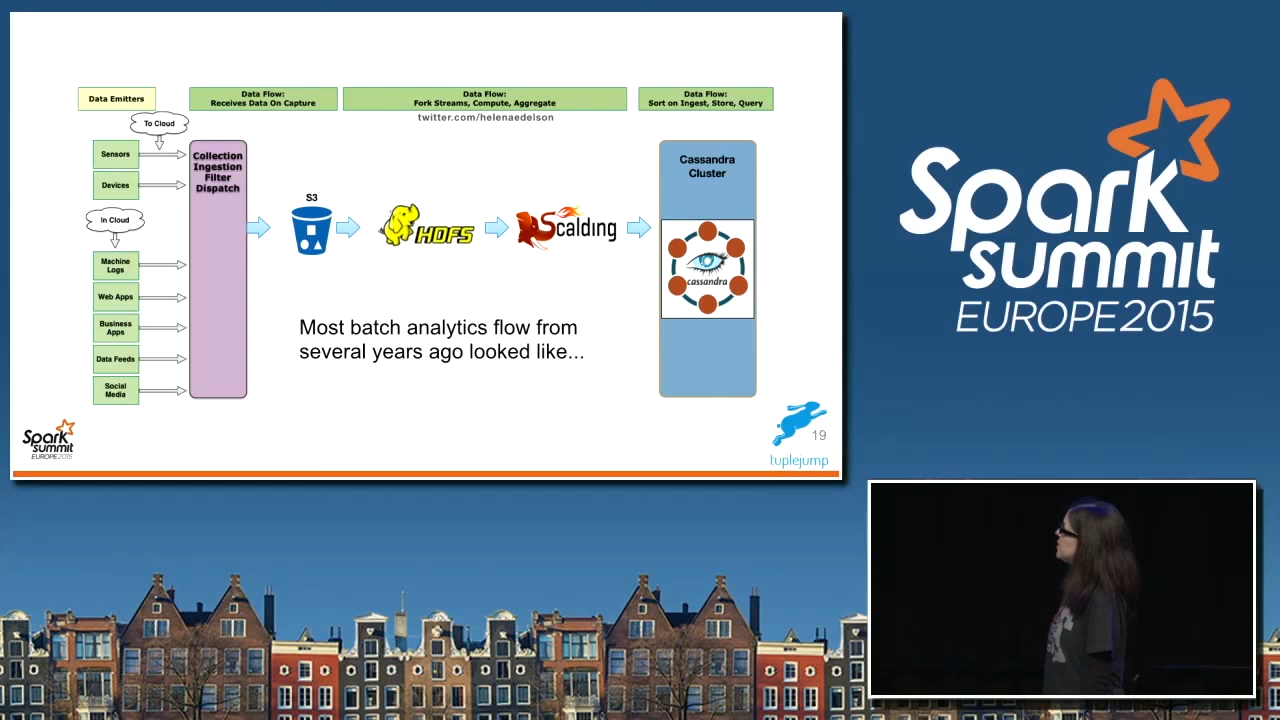 Data Emitters
Data Flow:
Receives Data On Capture
Data Flow:
Fork Streams, Compute, Aggregate
Data Flow:
Sort on Ingest, Store, Query
twitter.com/helenaedelson
To Cloud
Sensors
Devices
In Cloud
Machine
Logs
Web Apps
Business
Apps
Data Feeds
Social
Media
Collection
Ingestion
Filter
Dispatch
S3
HDFS
Scalding
Cassandra
Cluster
cassandra
Most batch analytics flow from
several years ago looked like...
Spark
summit
EUROPE 2015
19
tuplejump
Spark
summit
EUROPE 2015